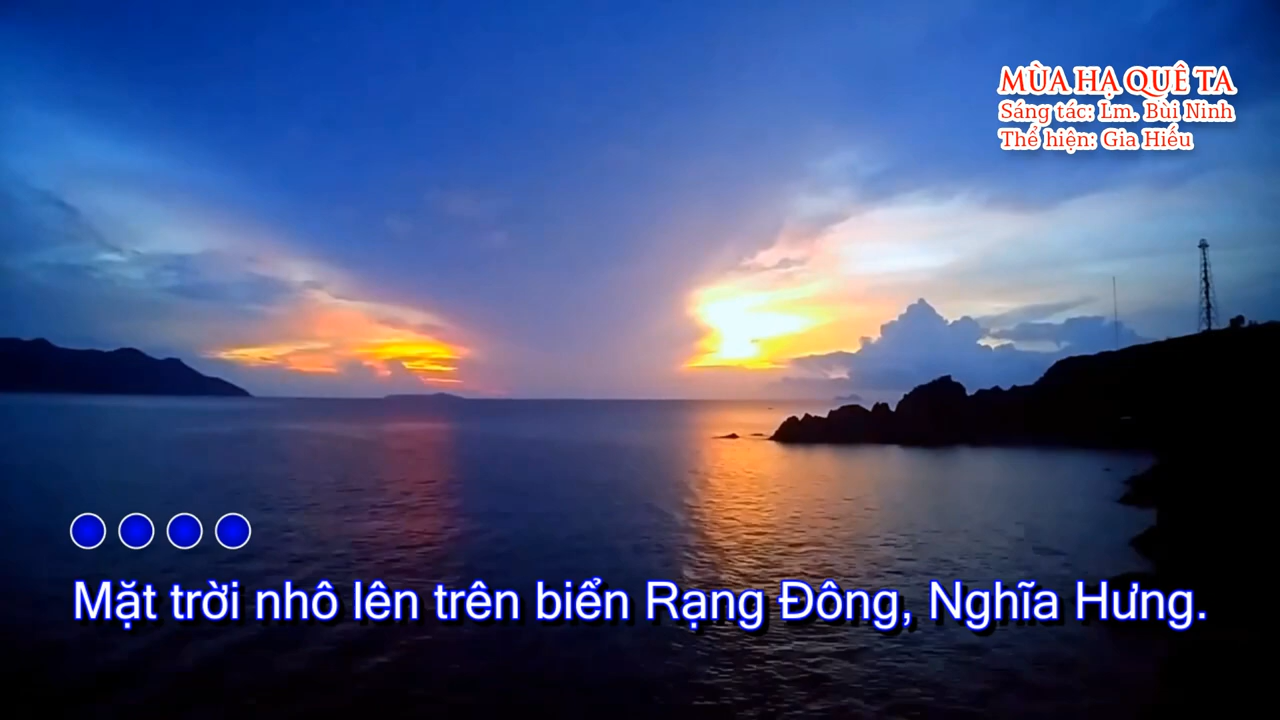 MÙA HẠ QUÊ TA
Sáng tác: Lm. Bùi Ninh
Thể hiện: Gia Hiếu
Mặt trời nhô lên trên biển Rạng Đông, Nghĩa Hưng.